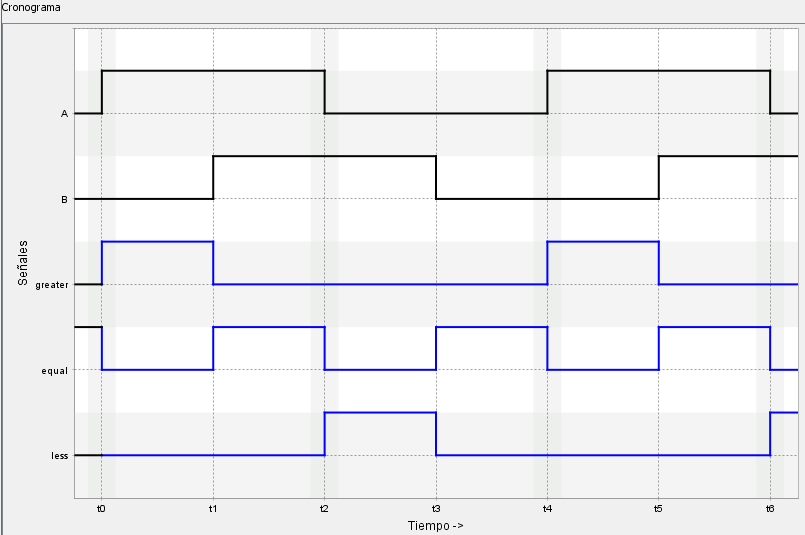 Cronograma
A
B
Señales
greater
equal
less
t0 t1 t2 t3 t4 t5 t6
Tiempo ->